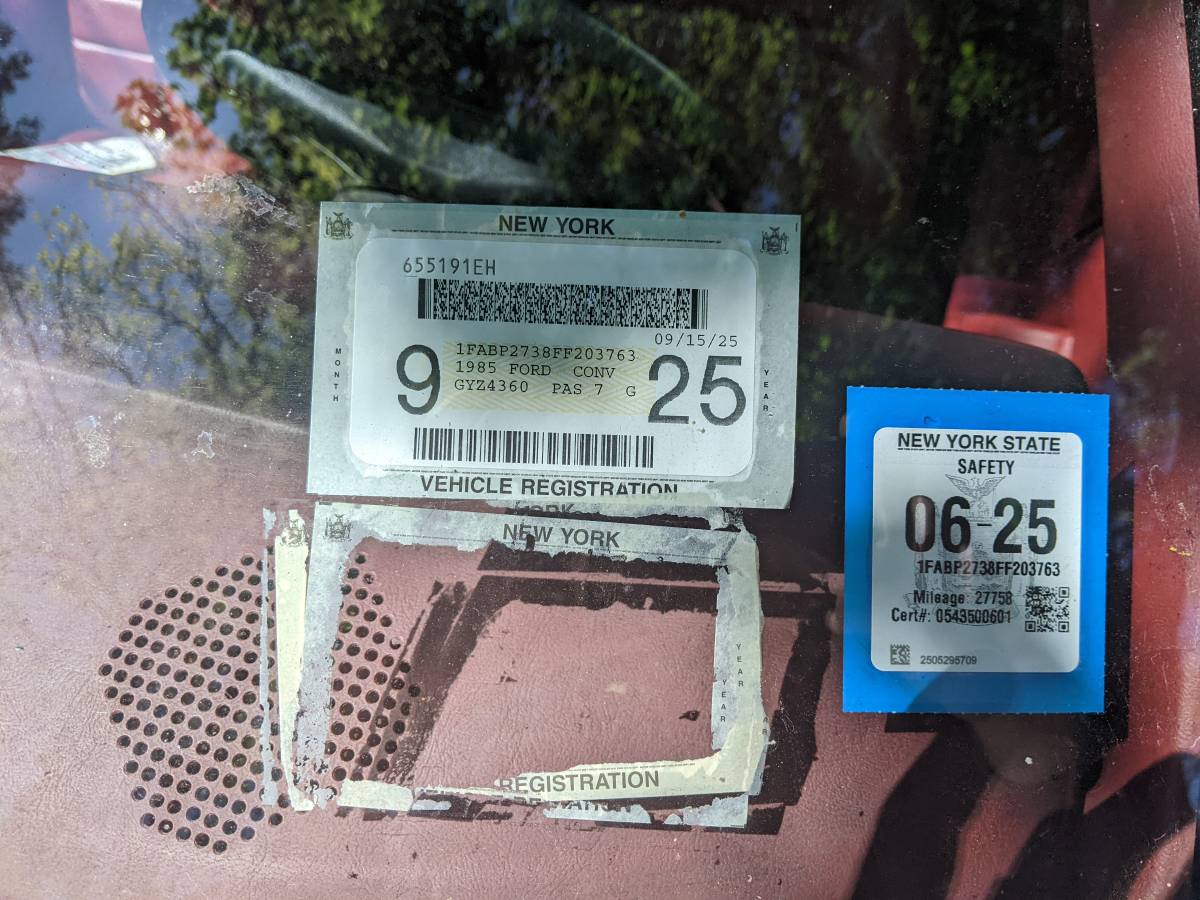 NEW YORK
655191EH
09/15/25
MONTH
9
1FABP2738FF203763
1985 FORD CONV
GYZ4360 PAS 7 G
25
YEAR
VEHICLE REGISTRATION
NEW YORK
YEAR
YEAR
REGISTRATION
NEW YORK STATE
SAFETY
06-25
1FABP2738FF203763
Mileage: 27758
Cert#: 0543500601
2505295709